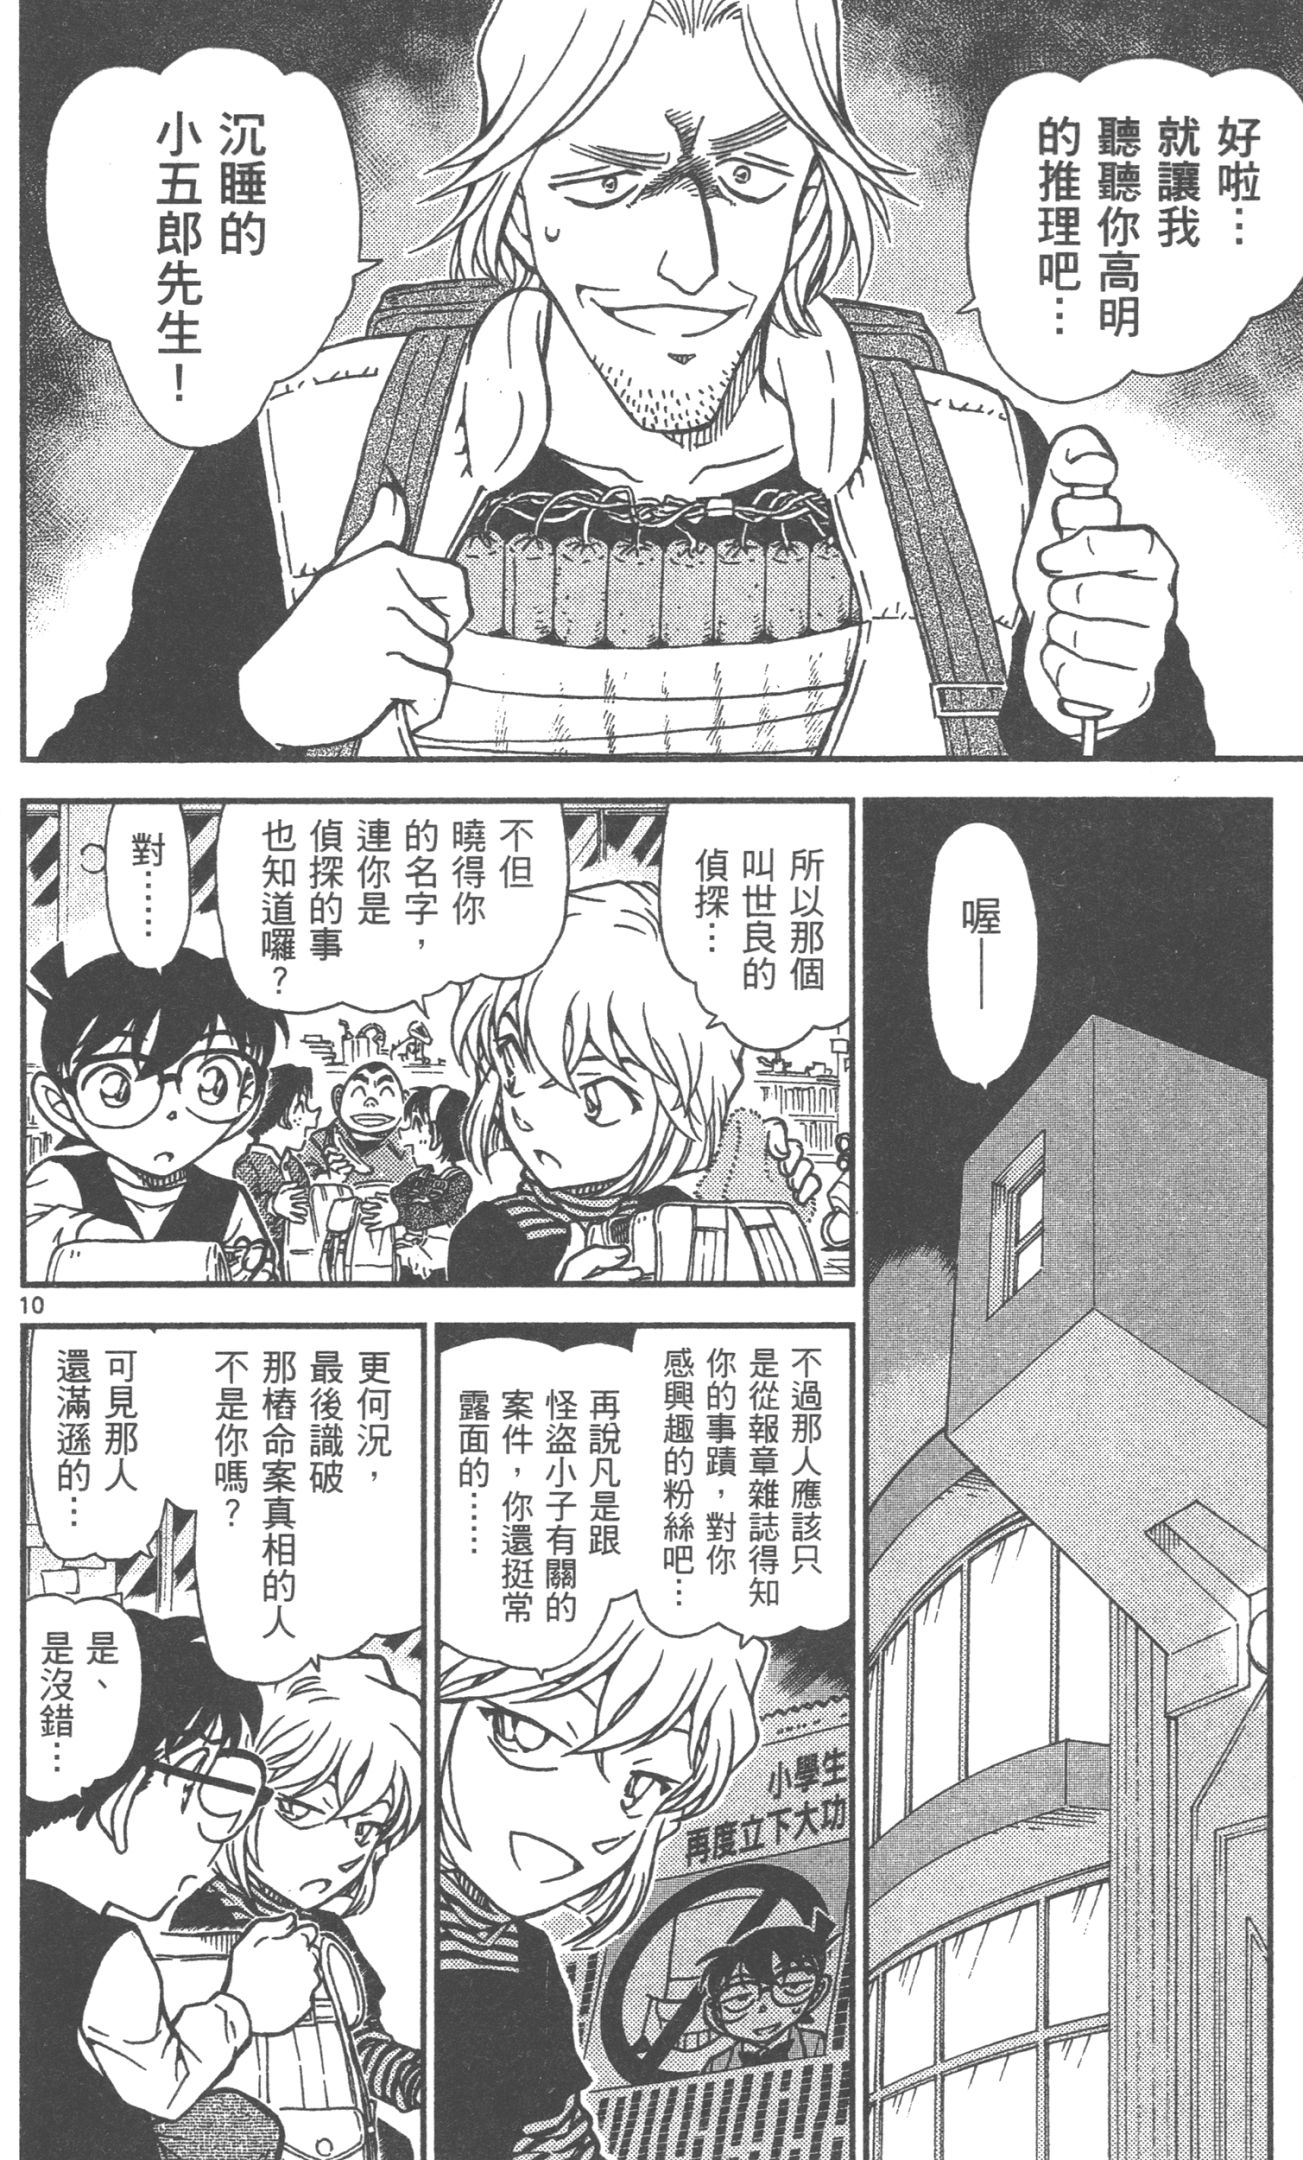 好啦…
就讓我
聽聽你高明
的推理吧…
沉睡的
小五郎先生！
喔──
所以那個
叫世良的
偵探…
不但
曉得你
的名字，
連你是
偵探的事
也知道囉？
對……
不過那人應該只
是從報章雜誌得知
你的事蹟，對你
感興趣的粉絲吧…
再說凡是跟
怪盜小子有關的
案件，你還挺常
露面的……
小學生
再度立下大功
更何況，
最後識破
那樁命案真相的人
不是你嗎？
可見那人
還滿遜的…
是、
是沒錯…
10